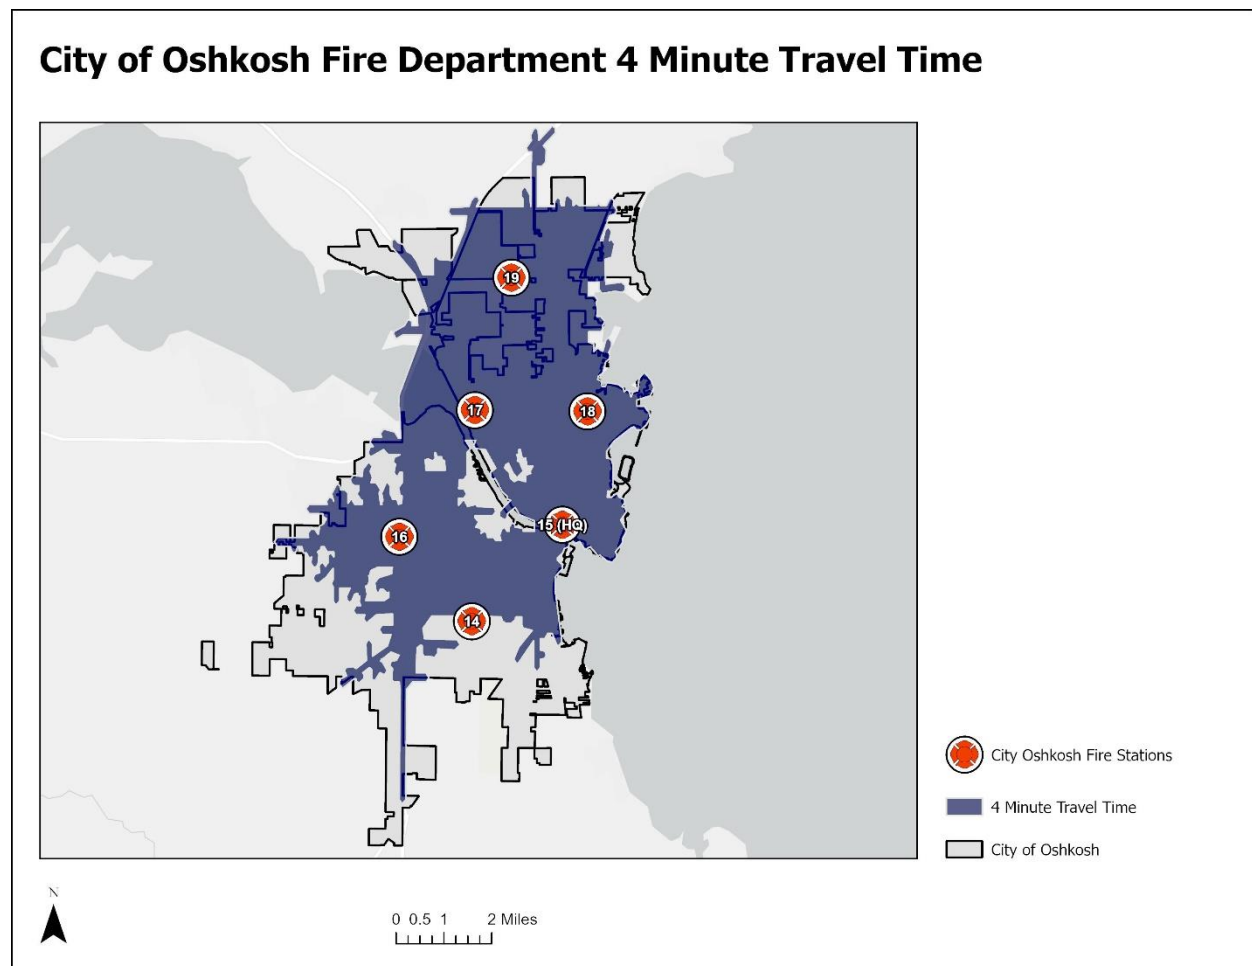 City of Oshkosh Fire Department 4 Minute Travel Time
19
17
18
15 (HQ)
16
14
City Oshkosh Fire Stations
4 Minute Travel Time
City of Oshkosh
N
0 0.5 1 2 Miles